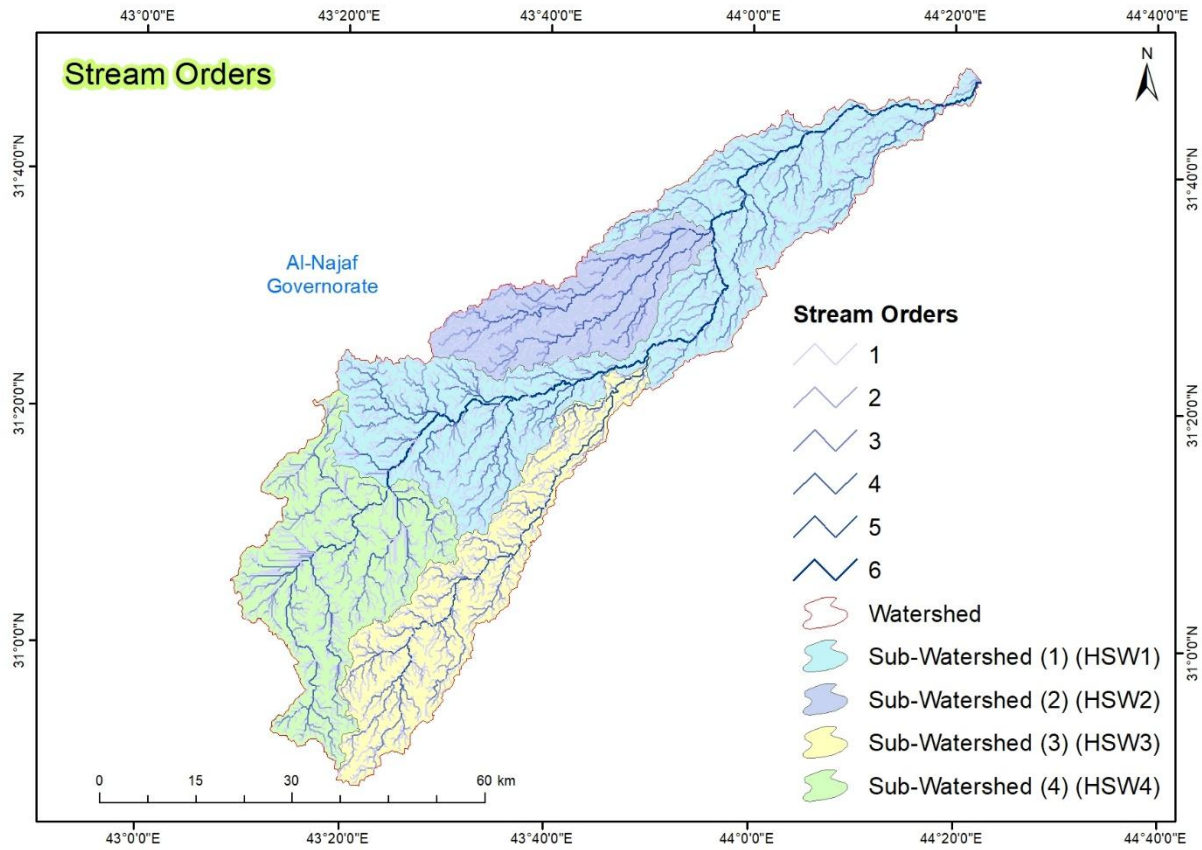 43°0'0"E
43°20'0"E
43°40'0"E
44°0'0"E
44°20'0"E
44°40'0"E
Stream Orders
N
31°40'0"N
31°40'0"N
Al-Najaf
Governorate
Stream Orders
1
2
3
4
5
6
Watershed
Sub-Watershed (1) (HSW1)
Sub-Watershed (2) (HSW2)
Sub-Watershed (3) (HSW3)
Sub-Watershed (4) (HSW4)
31°20'0"N
31°20'0"N
31°0'0"N
31°0'0"N
0 15 30 60 km
43°0'0"E
43°20'0"E
43°40'0"E
44°0'0"E
44°20'0"E
44°40'0"E